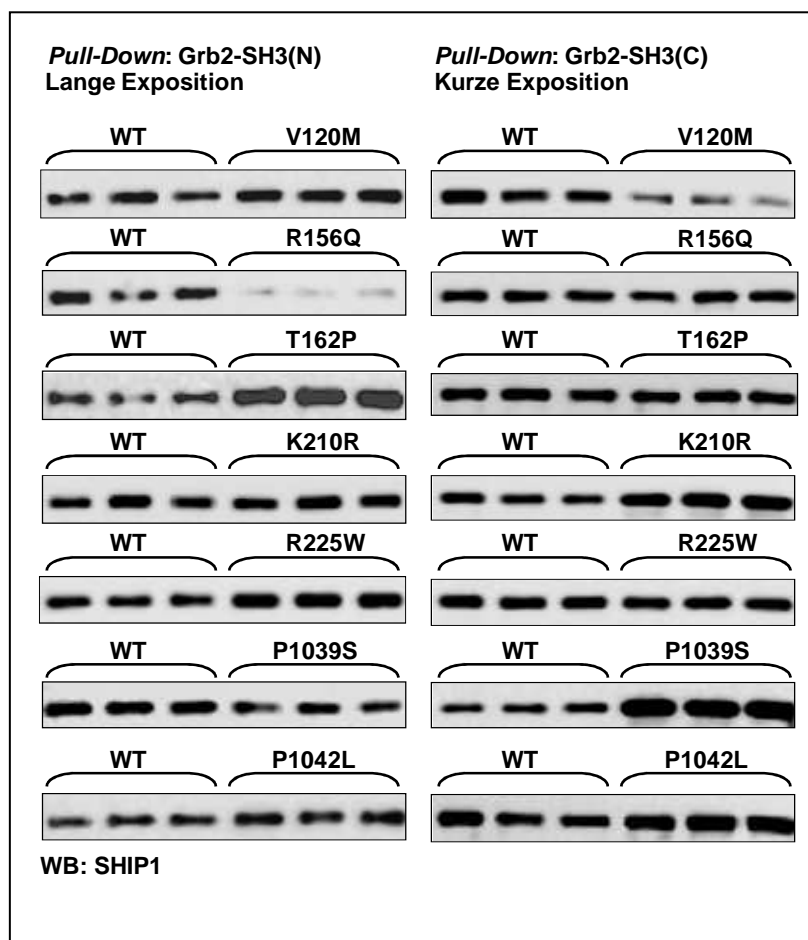 Pull-Down: Grb2-SH3(N)
Lange Exposition
WT V120M
WT R156Q
WT T162P
WT K210R
WT R225W
WT P1039S
WT P1042L
WB: SHIP1
Pull-Down: Grb2-SH3(C)
Kurze Exposition
WT V120M
WT R156Q
WT T162P
WT K210R
WT R225W
WT P1039S
WT P1042L